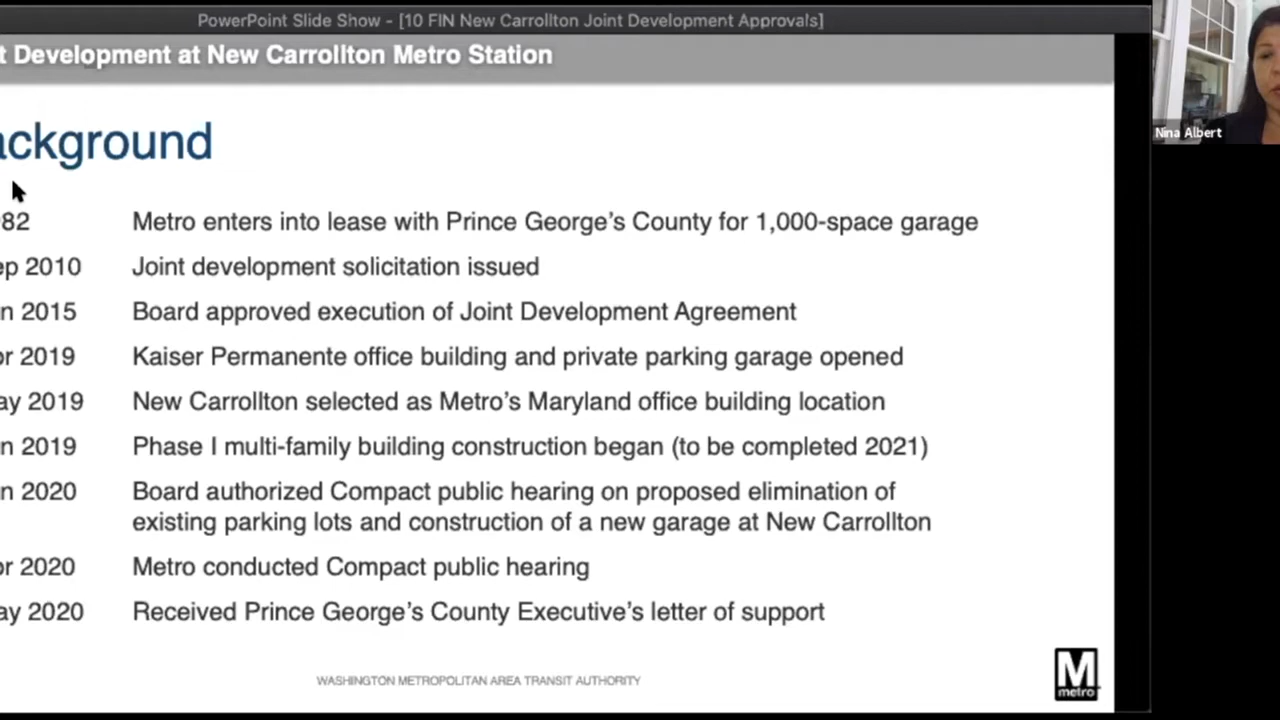 PowerPoint Slide Show - [10 FIN New Carrollton Joint Development Approvals]
t Development at New Carrollton Metro Station
ackground
82 Metro enters into lease with Prince George's County for 1,000-space garage
ep 2010 Joint development solicitation issued
n 2015 Board approved execution of Joint Development Agreement
r 2019 Kaiser Permanente office building and private parking garage opened
ay 2019 New Carrollton selected as Metro's Maryland office building location
n 2019 Phase I multi-family building construction began (to be completed 2021)
n 2020 Board authorized Compact public hearing on proposed elimination of
existing parking lots and construction of a new garage at New Carrollton
r 2020 Metro conducted Compact public hearing
ay 2020 Received Prince George's County Executive's letter of support
WASHINGTON METROPOLITAN AREA TRANSIT AUTHORITY
M
metro
Nina Albert